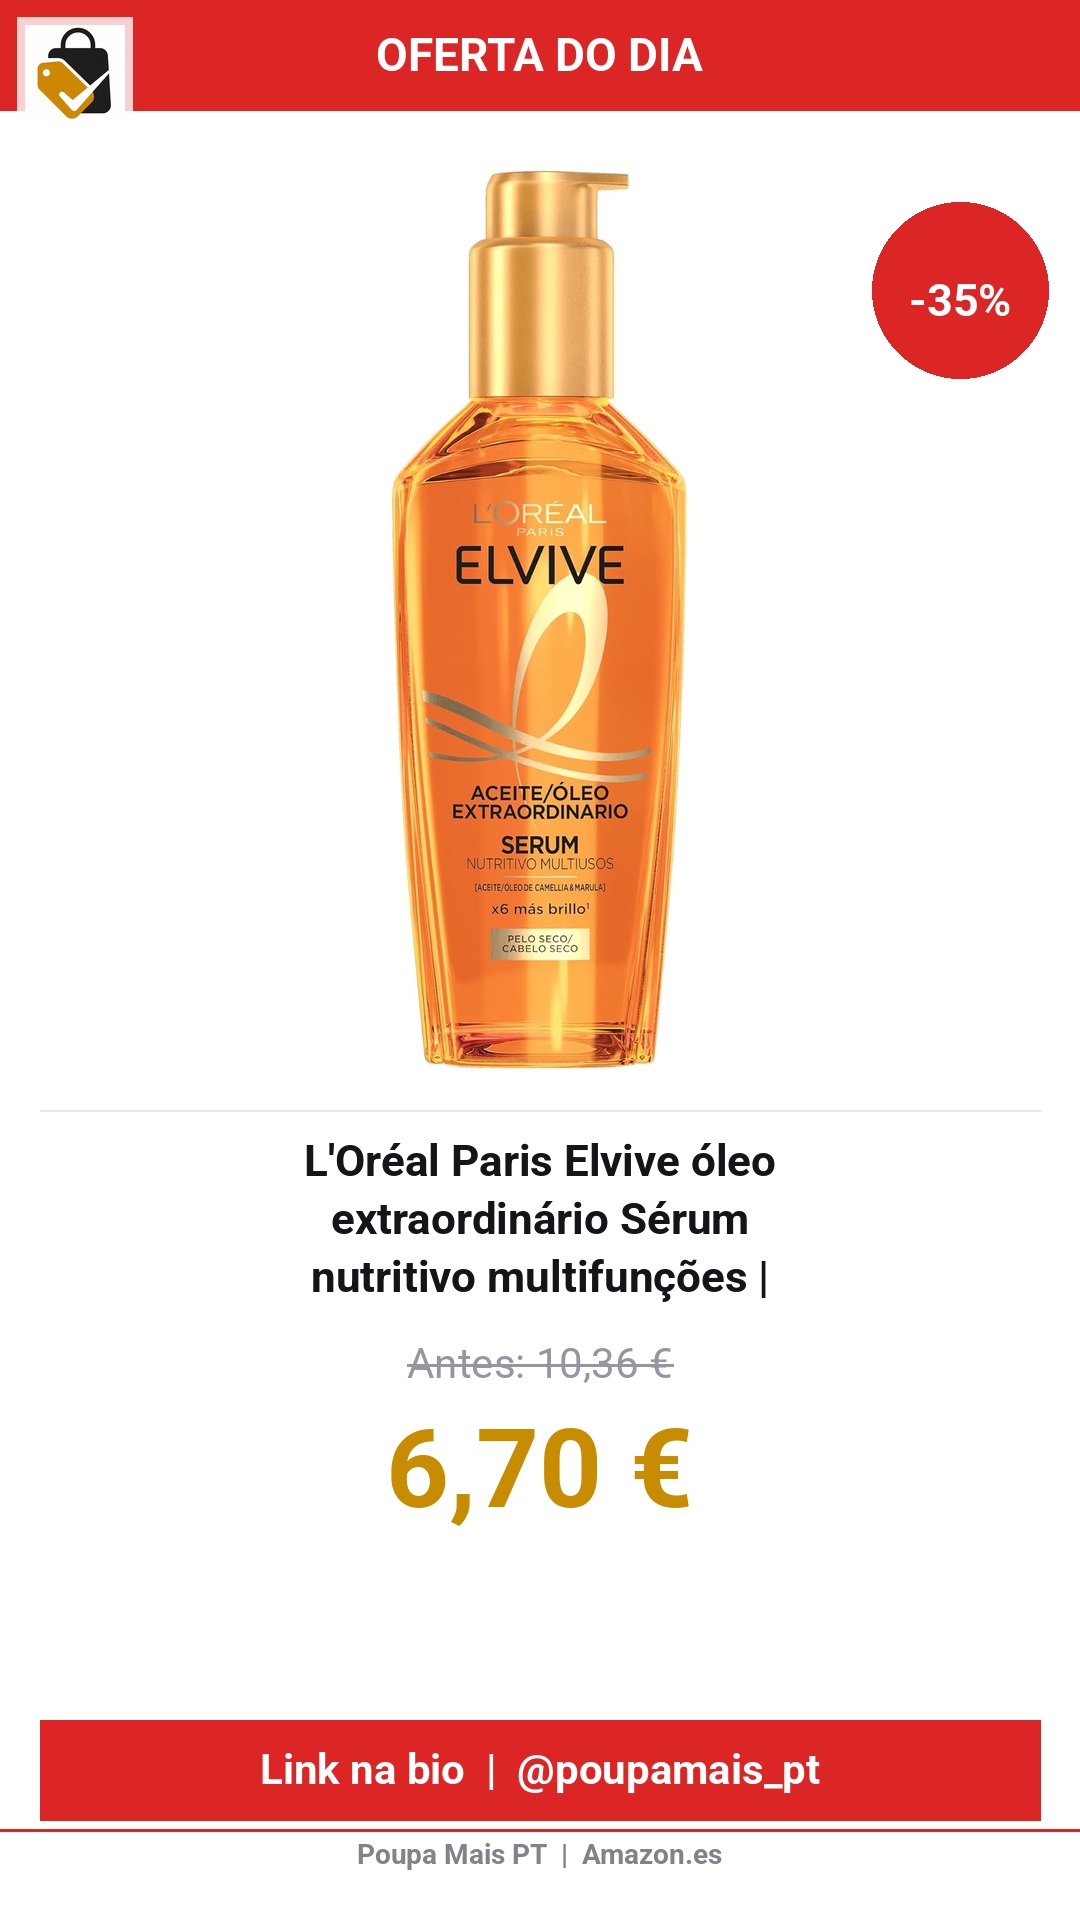 OFERTA DO DIA
-35%
L'ORÉAL
PARIS
ELVIVE
ACEITE/ÓLEO
EXTRAORDINARIO
SERUM
NUTRITIVO MULTIUSOS
[ACEITE/ÓLEO DE CAMELLIA & MARULA]
x6 más brillo¹
PELO SECO/
CABELO SECO
L'Oréal Paris Elvive óleo
extraordinário Sérum
nutritivo multifunções |
Antes: 10,36 €
6,70 €
Link na bio | @poupamais_pt
Poupa Mais PT | Amazon.es